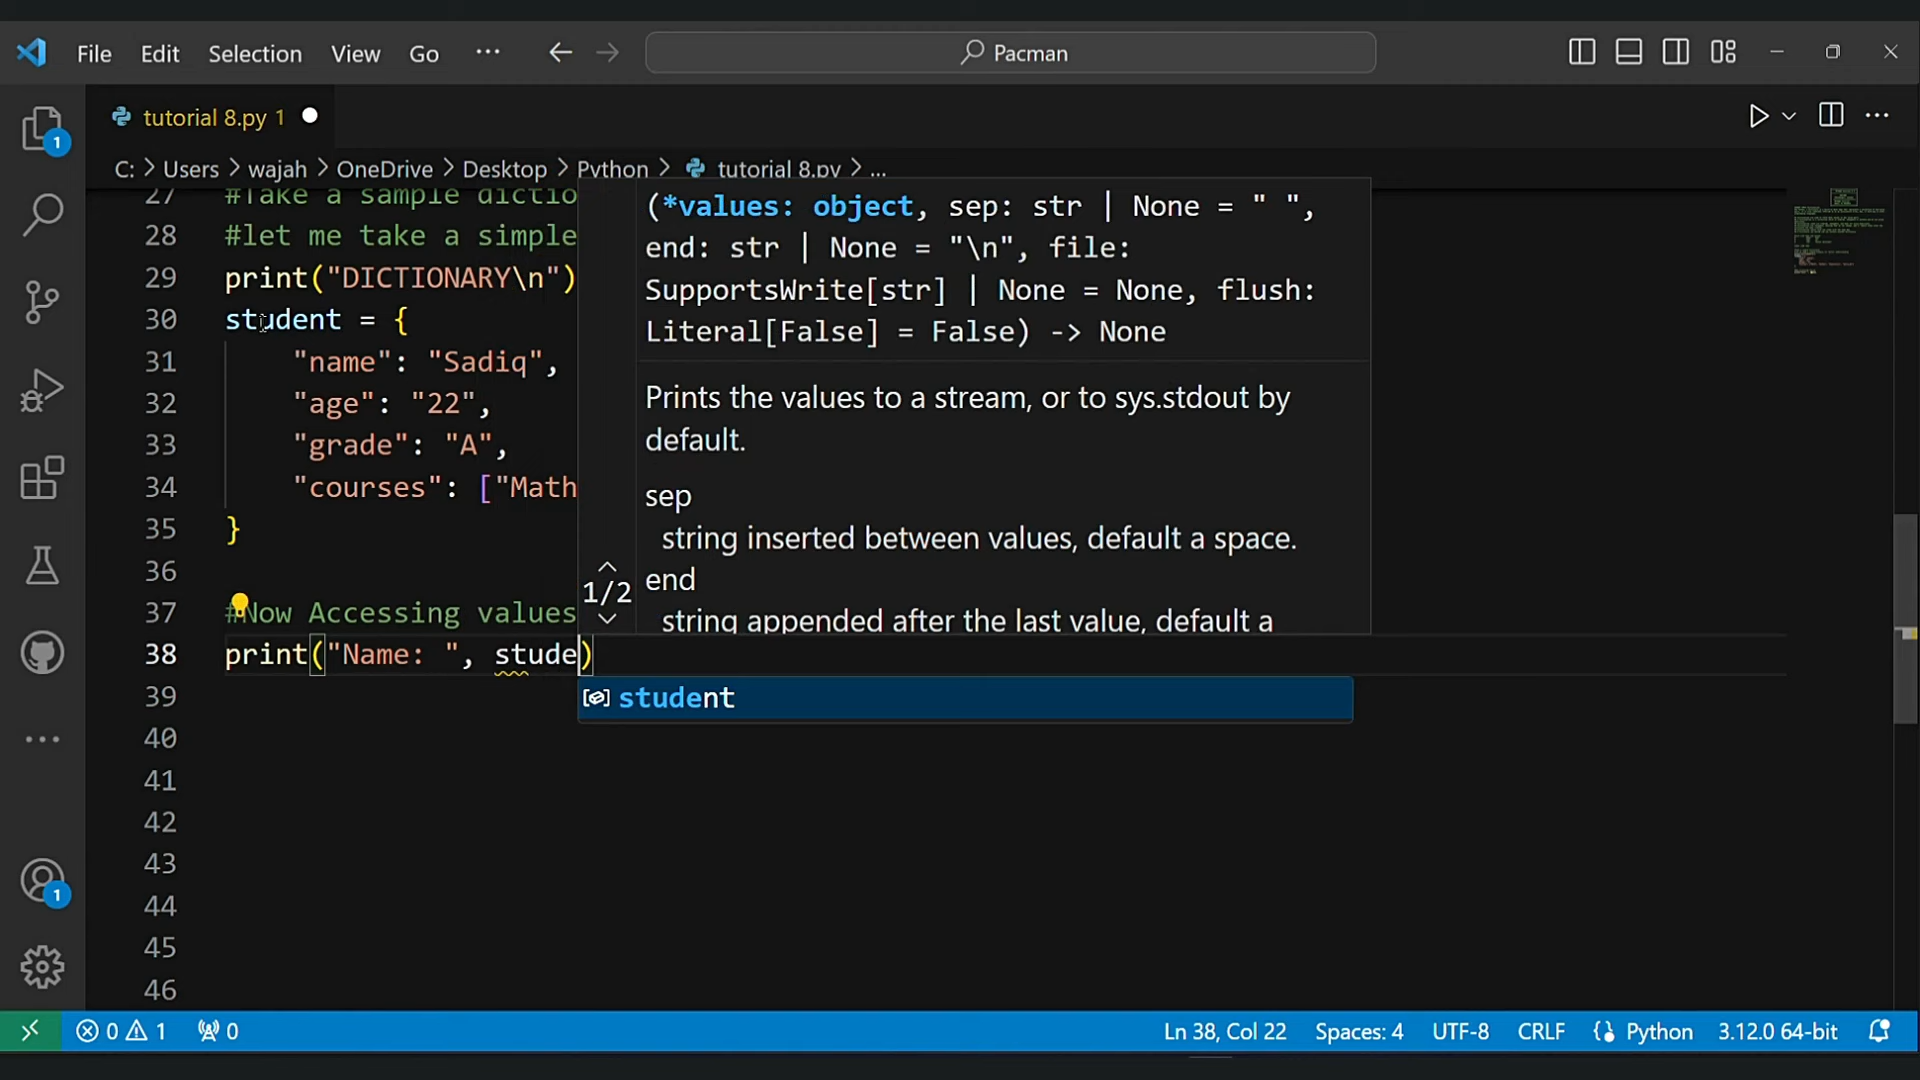 File Edit Selection View Go ... Pacman
tutorial 8.py 1
C: > Users > wajah > OneDrive > Desktop > Python > tutorial 8.py > ...
27 #Take a sample dictio
28 #let me take a simple
29 print("DICTIONARY\n")
30 student = {
31 "name": "Sadiq",
32 "age": "22",
33 "grade": "A",
34 "courses": ["Math
35 }
36
37 #Now Accessing values
38 print("Name: ", stude)
39
40
41
42
43
44
45
46
(*values: object, sep: str | None = " ",
end: str | None = "\n", file:
SupportsWrite[str] | None = None, flush:
Literal[False] = False) -> None
Prints the values to a stream, or to sys.stdout by
default.
sep
string inserted between values, default a space.
end
string appended after the last value, default a
1/2
student
1
1
0 1 0 Ln 38, Col 22 Spaces: 4 UTF-8 CRLF Python 3.12.0 64-bit